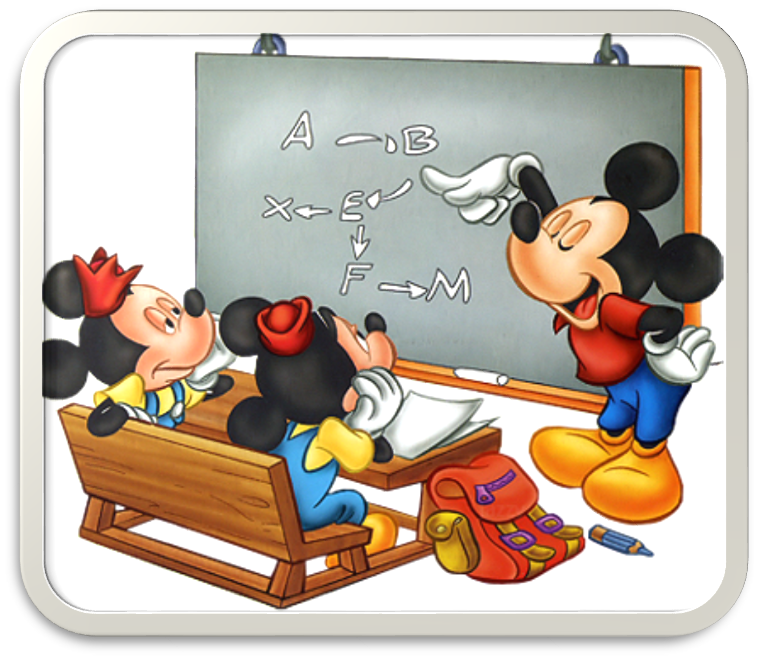 A → B
X ← E
F → M